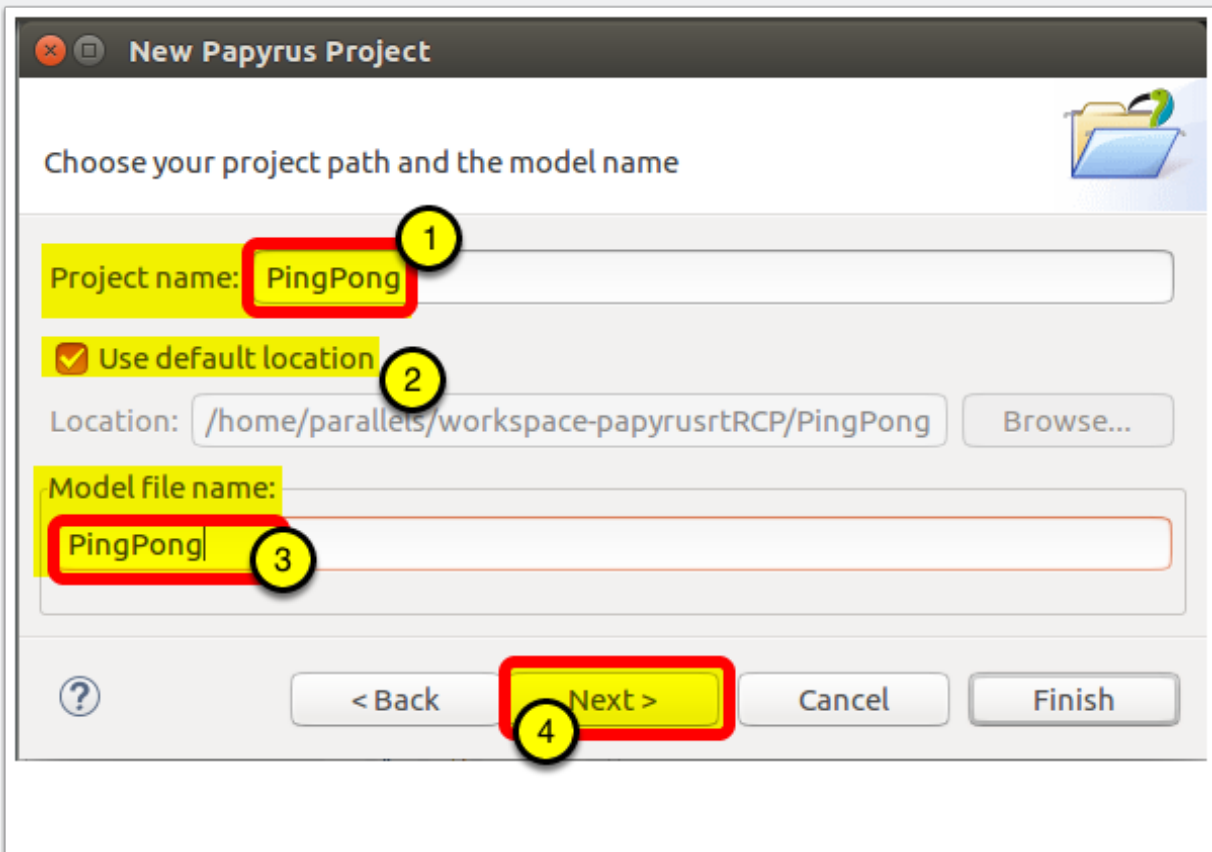 New Papyrus Project
Choose your project path and the model name
1
Project name: PingPong
Use default location
2
Location: /home/parallels/workspace-papyrusrtRCP/PingPong Browse...
Model file name:
PingPong
3
? < Back Next > Cancel Finish
4